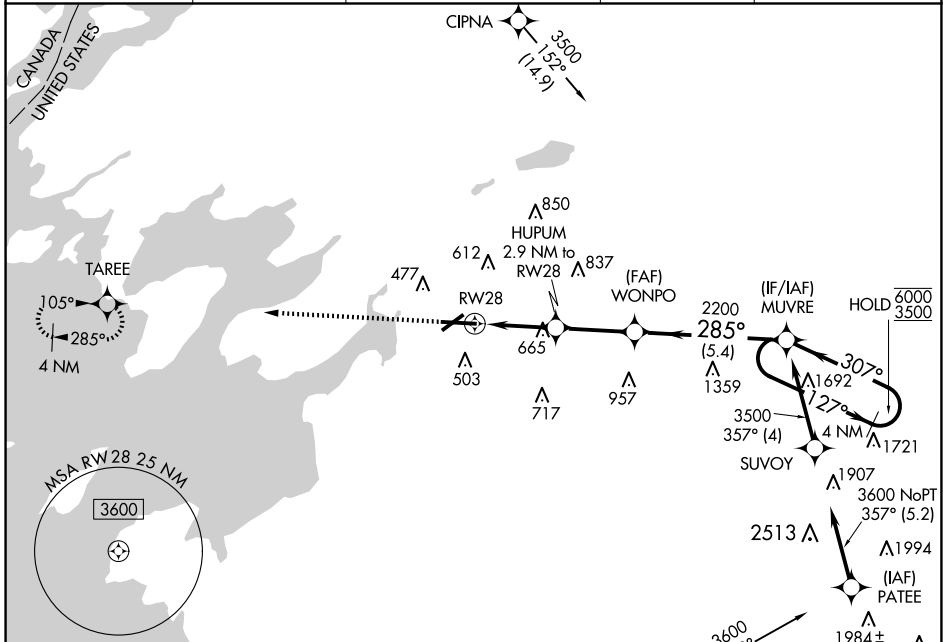 CIPNA
3500
152°
(14.9)
CANADA
UNITED STATES
850
HUPUM
2.9 NM to
RW28
612
837
477
TAREE
105°
285°
4 NM
RW28
(FAF)
WONPO
(IF/IAF)
MUVRE
HOLD
6000
3500
2200
285°
(5.4)
307°
127°
4 NM
665
503
717
957
1359
1692
1721
3500
357° (4)
SUVOY
1907
3600 NoPT
357° (5.2)
2513
1994
(IAF)
PATEE
1984±
3600
MSA RW28 25 NM
3600